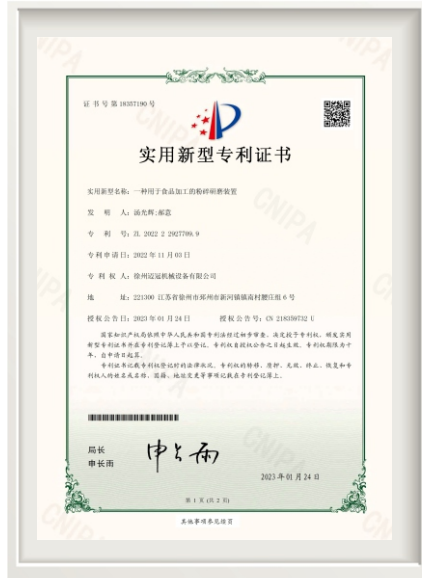 证书号第18357190号
实用新型专利证书
实用新型名称：一种用于食品加工的粉碎研磨装置
发 明 人：汤光辉;郝意
专 利 号：ZL 2022 2 2927799.9
专利申请日：2022年11月03日
专 利 权 人：徐州迈冠机械设备有限公司
地 址：221300 江苏省徐州市邳州市新河镇镇南村腰庄组6号
授权公告日：2023年01月24日 授权公告号：CN 218359732 U
国家知识产权局依照中华人民共和国专利法经过初步审查，决定授予专利权，颁发实用
新型专利证书并在专利登记簿上予以登记。专利权自授权公告之日起生效。专利权期限为十
年，自申请日起算。
专利证书记载专利权登记时的法律状况。专利权的转移、质押、无效、终止、恢复和专
利权人的姓名或名称、国籍、地址变更等事项记载在专利登记簿上。
局长
申长雨
申长雨
2023年01月24日
第 1 页 (共 2 页)
其他事项参见续页
CNIPA
CNIPA
CNIPA
CNIPA
CNIPA